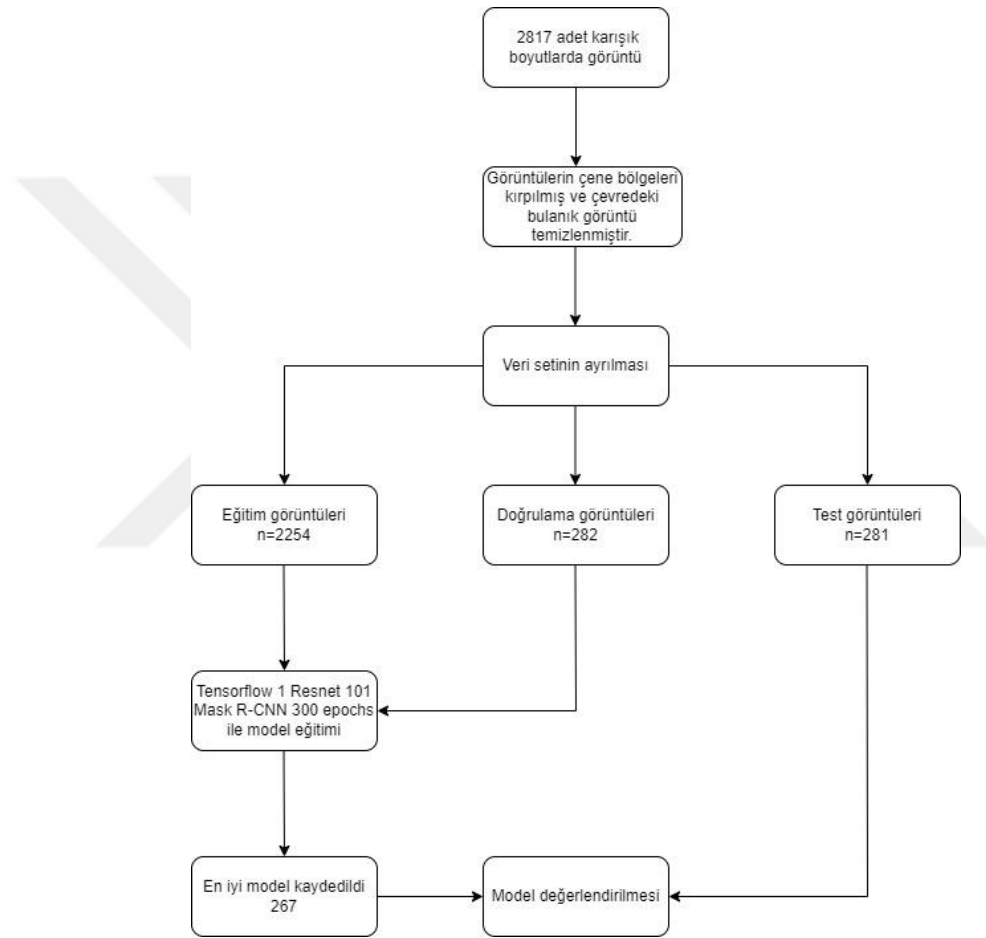 2817 adet karışık
boyutlarda görüntü
Görüntülerin çene bölgeleri
kırpılmış ve çevredeki
bulanık görüntü
temizlenmiştir.
Veri setinin ayrılması
Eğitim görüntüleri
n=2254
Doğrulama görüntüleri
n=282
Test görüntüleri
n=281
Tensorflow 1 Resnet 101
Mask R-CNN 300 epochs
ile model eğitimi
En iyi model kaydedildi
267
Model değerlendirilmesi